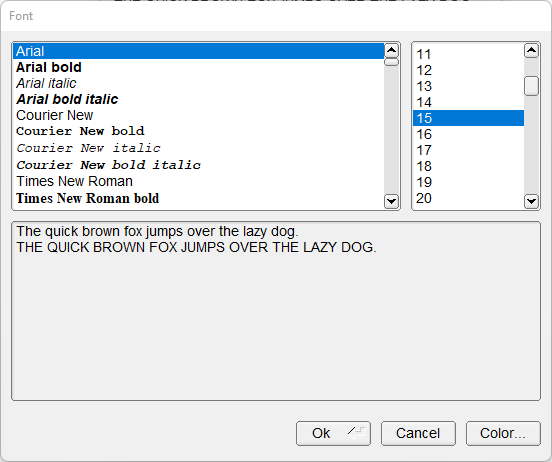 Font
Arial
Arial bold
Arial italic
Arial bold italic
Courier New
Courier New bold
Courier New italic
Courier New bold italic
Times New Roman
Times New Roman bold
11
12
13
14
15
16
17
18
19
20
The quick brown fox jumps over the lazy dog.
THE QUICK BROWN FOX JUMPS OVER THE LAZY DOG.
Ok
Cancel
Color...